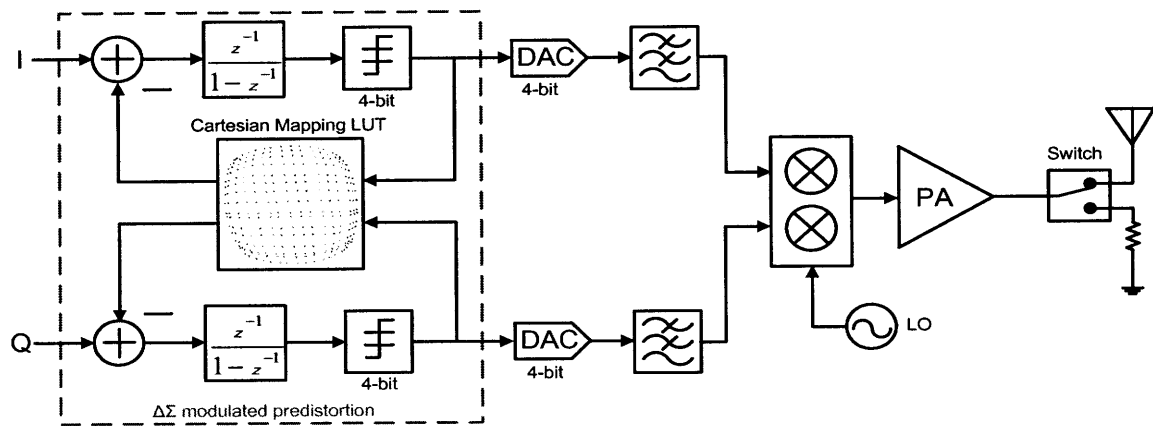 I
z⁻¹
1 − z⁻¹
4-bit
DAC
4-bit
Cartesian Mapping LUT
Switch
PA
LO
Q
z⁻¹
1 − z⁻¹
4-bit
DAC
4-bit
ΔΣ modulated predistortion